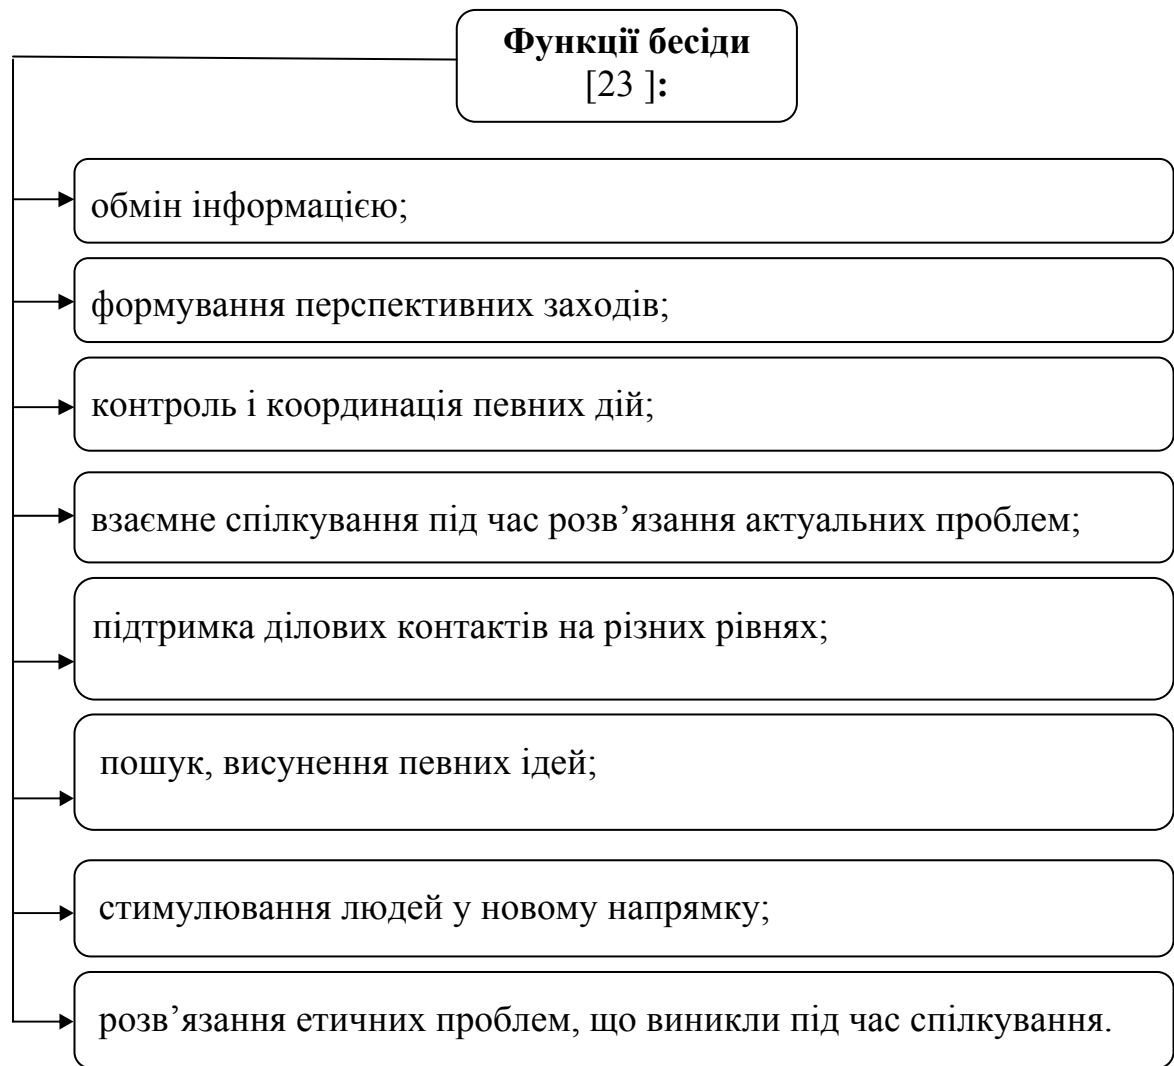 Функції бесіди
[23 ]:
обмін інформацією;
формування перспективних заходів;
контроль і координація певних дій;
взаємне спілкування під час розв’язання актуальних проблем;
підтримка ділових контактів на різних рівнях;
пошук, висунення певних ідей;
стимулювання людей у новому напрямку;
розв’язання етичних проблем, що виникли під час спілкування.